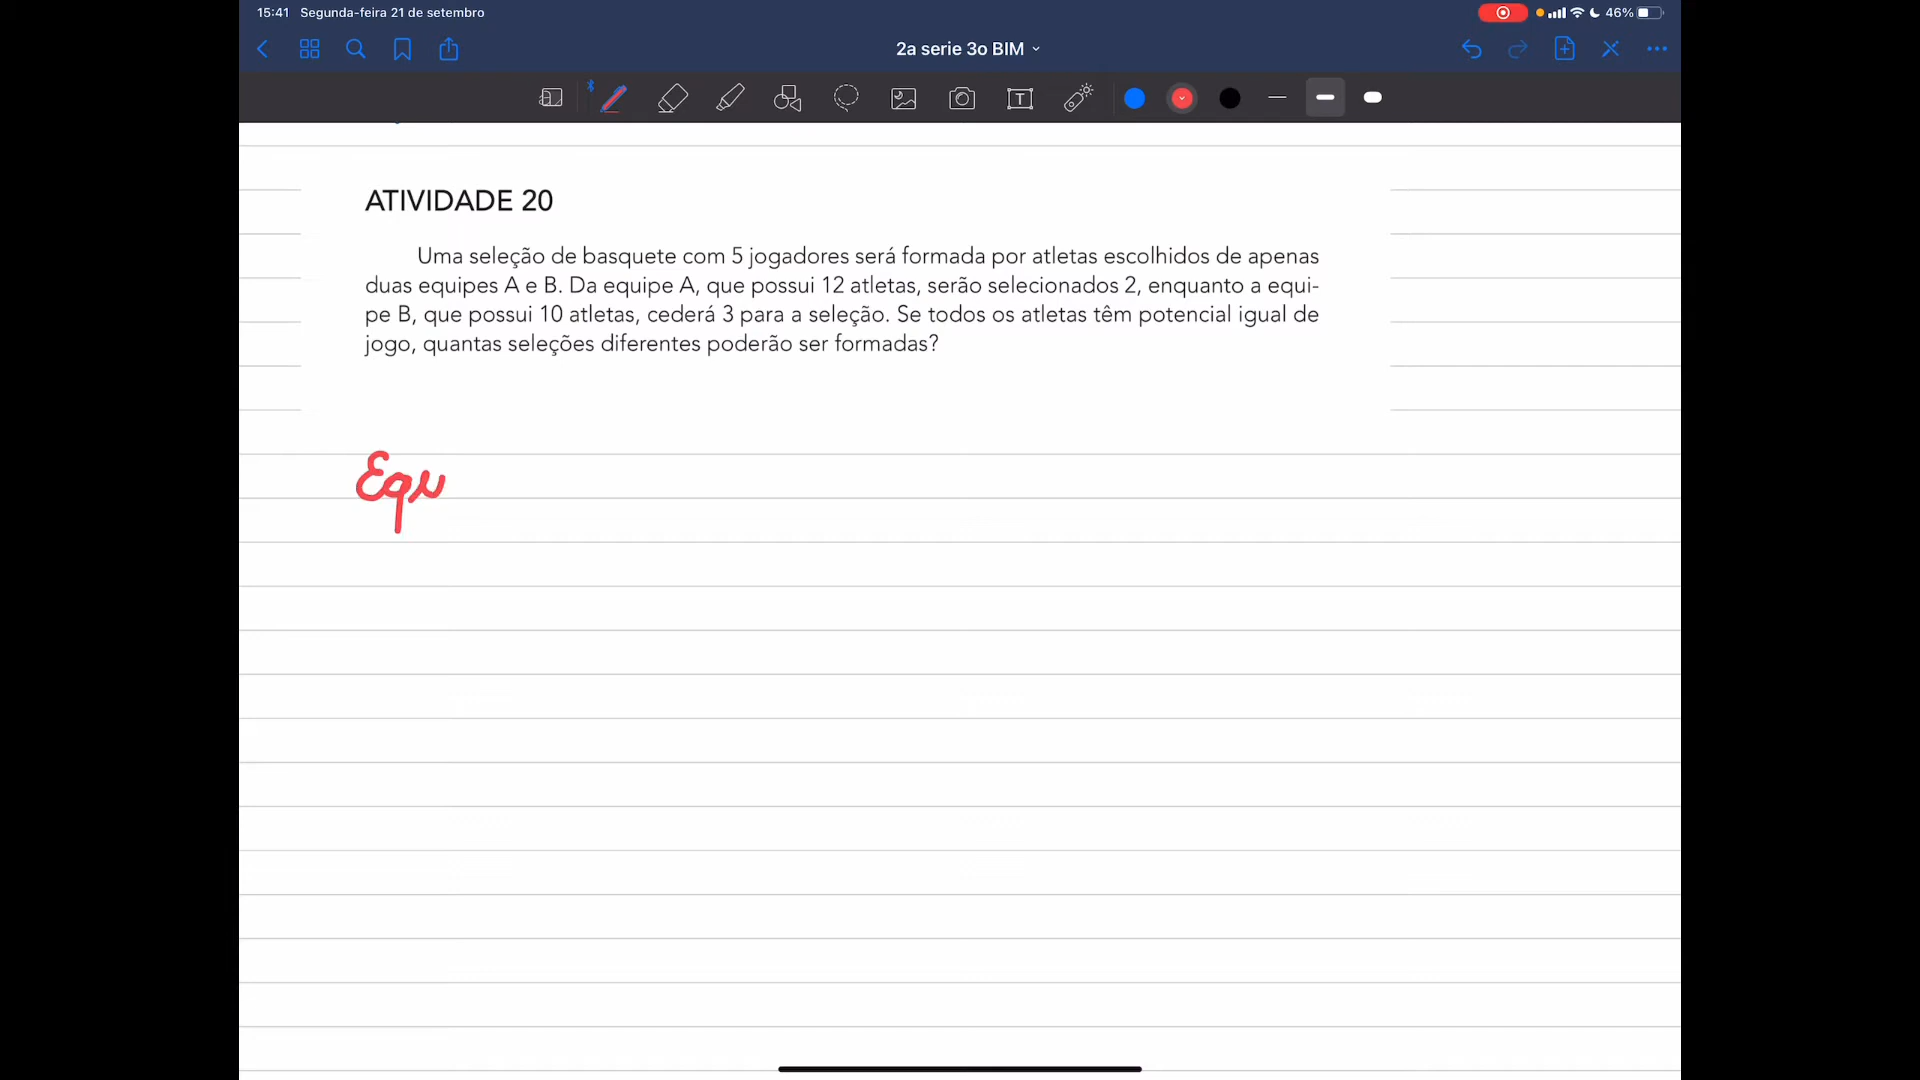 15:41 Segunda-feira 21 de setembro
46%
2a serie 3o BIM
T
ATIVIDADE 20
Uma seleção de basquete com 5 jogadores será formada por atletas escolhidos de apenas
duas equipes A e B. Da equipe A, que possui 12 atletas, serão selecionados 2, enquanto a equi-
pe B, que possui 10 atletas, cederá 3 para a seleção. Se todos os atletas têm potencial igual de
jogo, quantas seleções diferentes poderão ser formadas?
Equ